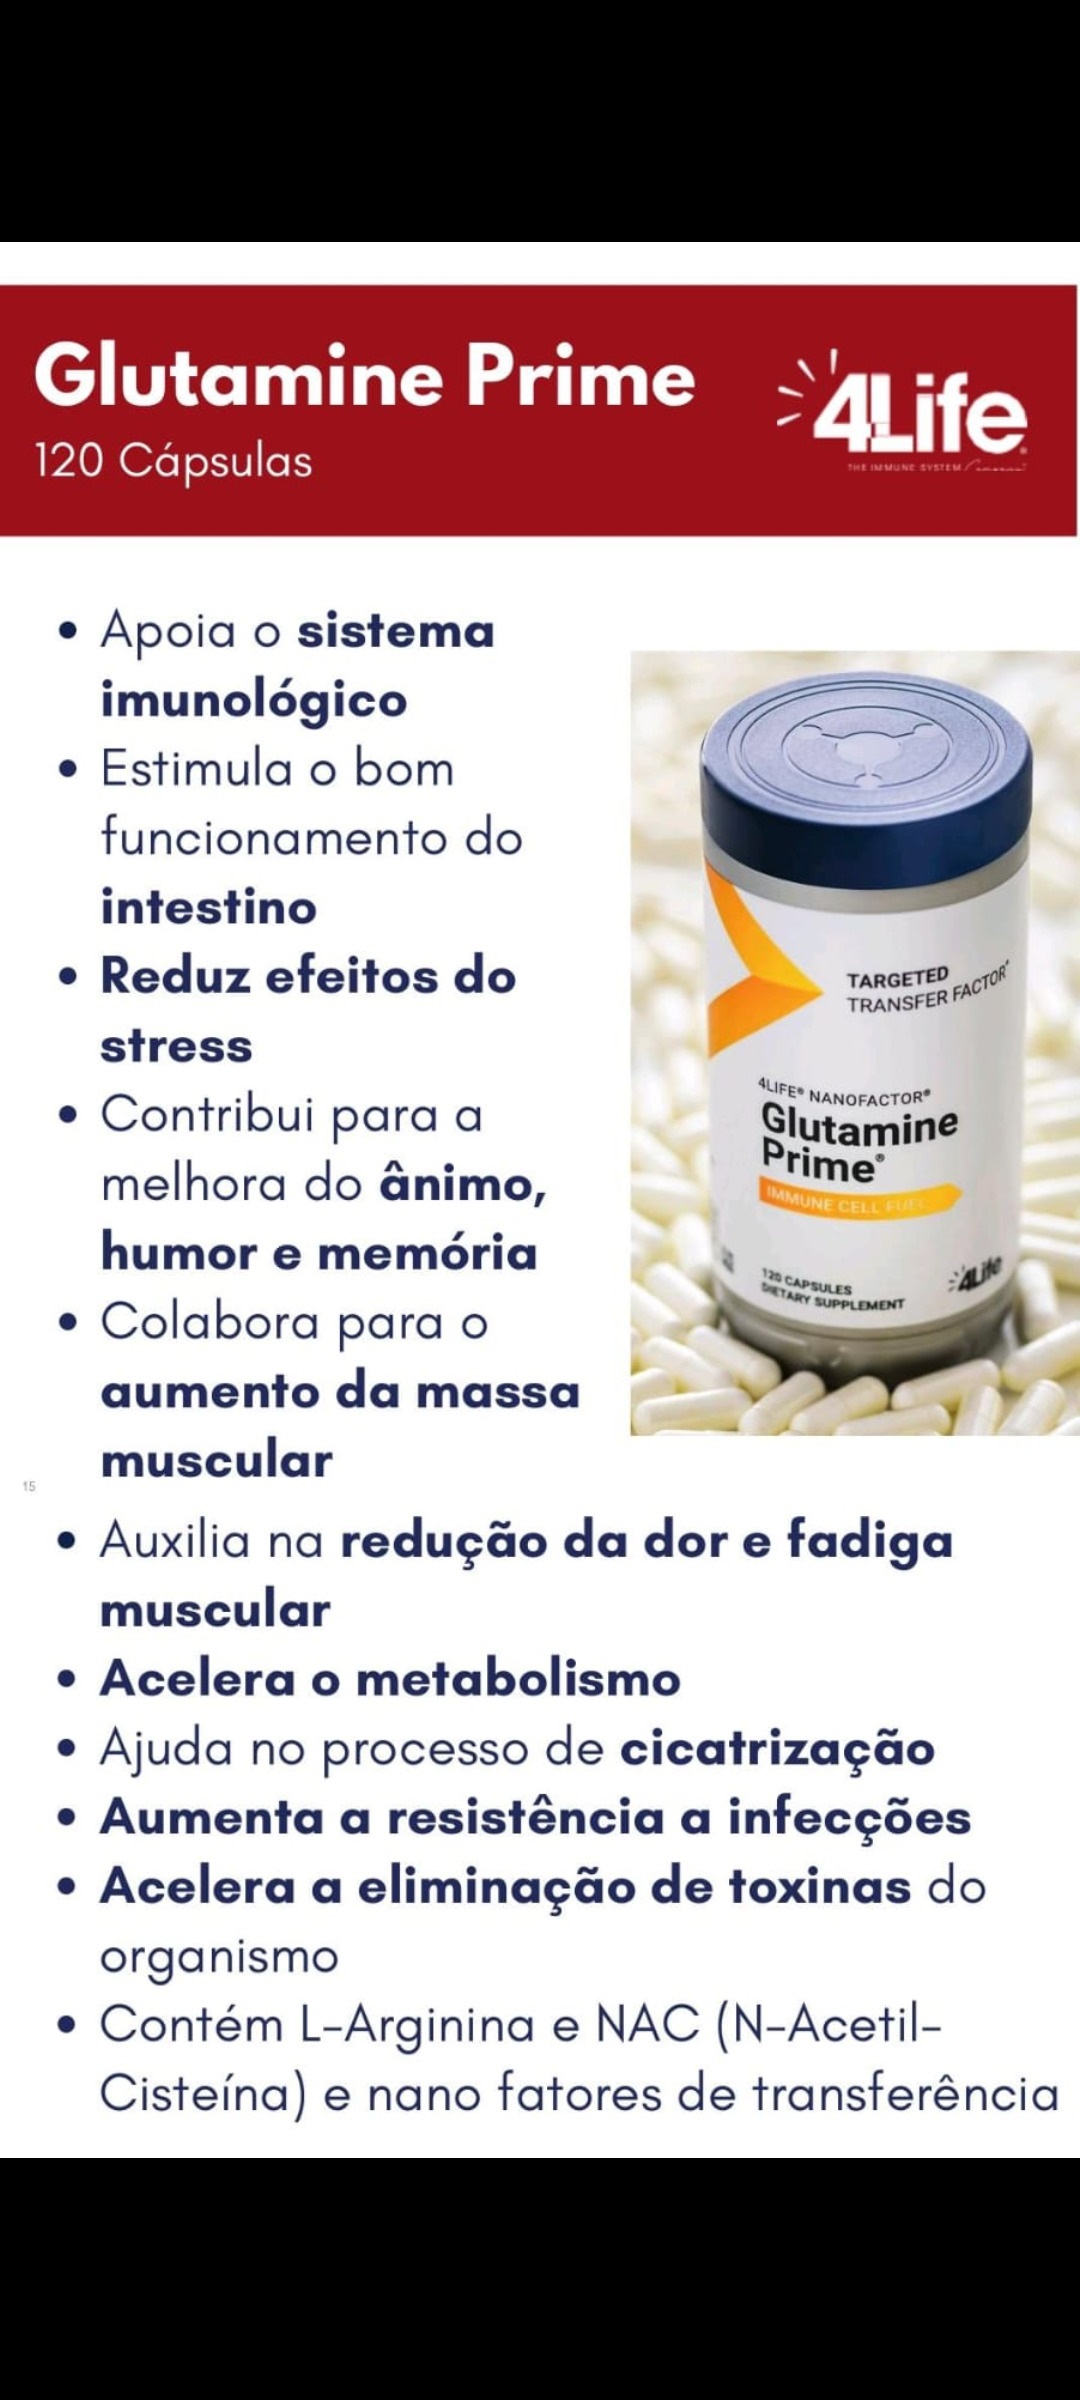 Glutamine Prime
120 Cápsulas
4Life
THE IMMUNE SYSTEM Company
• Apoia o sistema
imunológico
• Estimula o bom
funcionamento do
intestino
• Reduz efeitos do
stress
• Contribui para a
melhora do ânimo,
humor e memória
• Colabora para o
aumento da massa
muscular
TARGETED
TRANSFER FACTOR®
4LIFE® NANOFACTOR®
Glutamine
Prime®
IMMUNE CELL FUEL
120 CAPSULES
DIETARY SUPPLEMENT
4Life
15
• Auxilia na redução da dor e fadiga
muscular
• Acelera o metabolismo
• Ajuda no processo de cicatrização
• Aumenta a resistência a infecções
• Acelera a eliminação de toxinas do
organismo
• Contém L-Arginina e NAC (N-Acetil-
Cisteína) e nano fatores de transferência